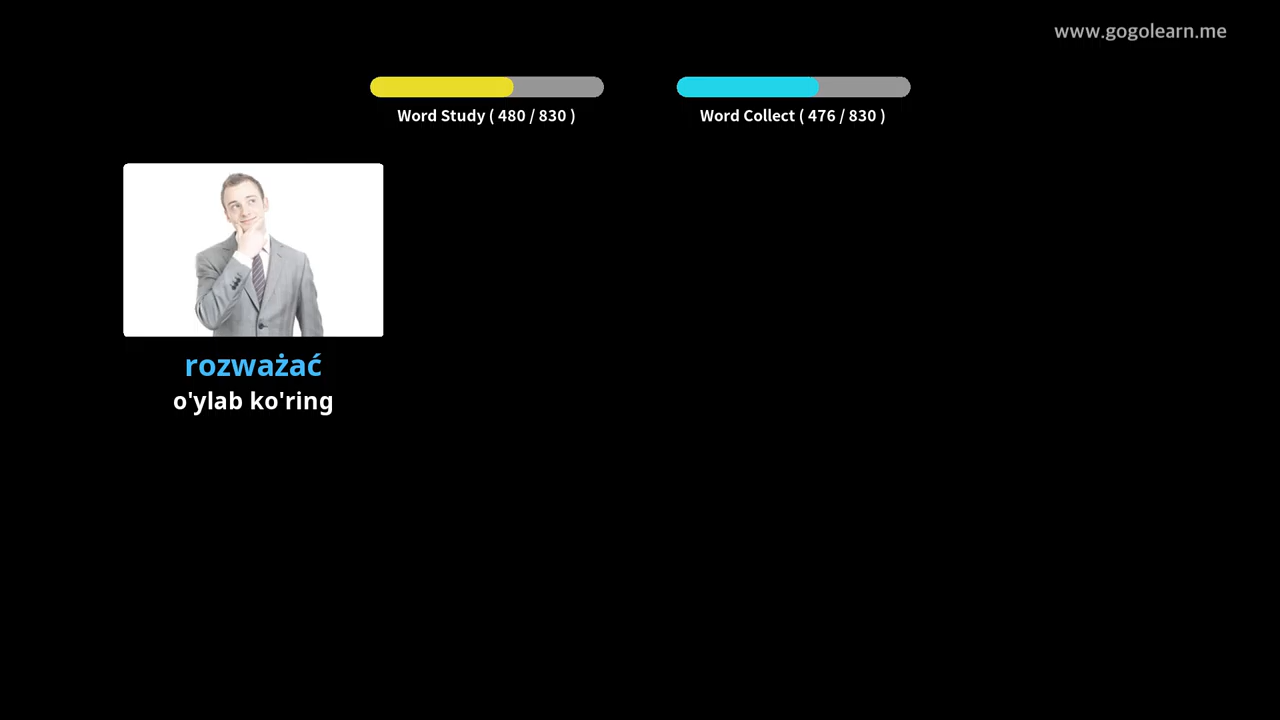 www.gogolearn.me
Word Study ( 480 / 830 )
Word Collect ( 476 / 830 )
rozważać
o'ylab ko'ring